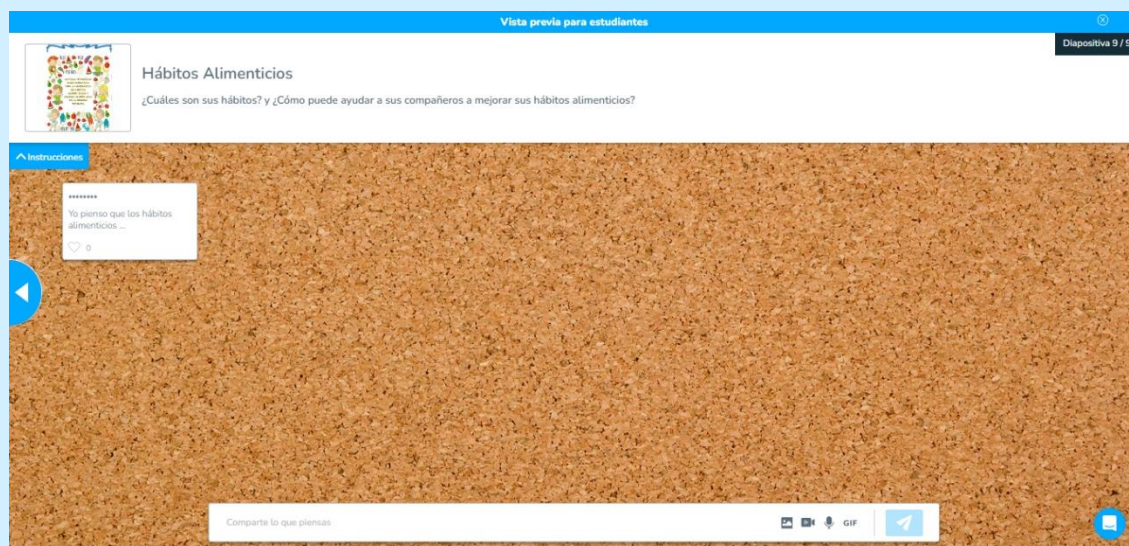 Vista previa para estudiantes
Diapositiva 9 / 9
Hábitos Alimenticios
¿Cuáles son sus hábitos? y ¿Cómo puede ayudar a sus compañeros a mejorar sus hábitos alimenticios?
Instrucciones
********
Yo pienso que los hábitos
alimenticios ...
0
Comparte lo que piensas
GIF